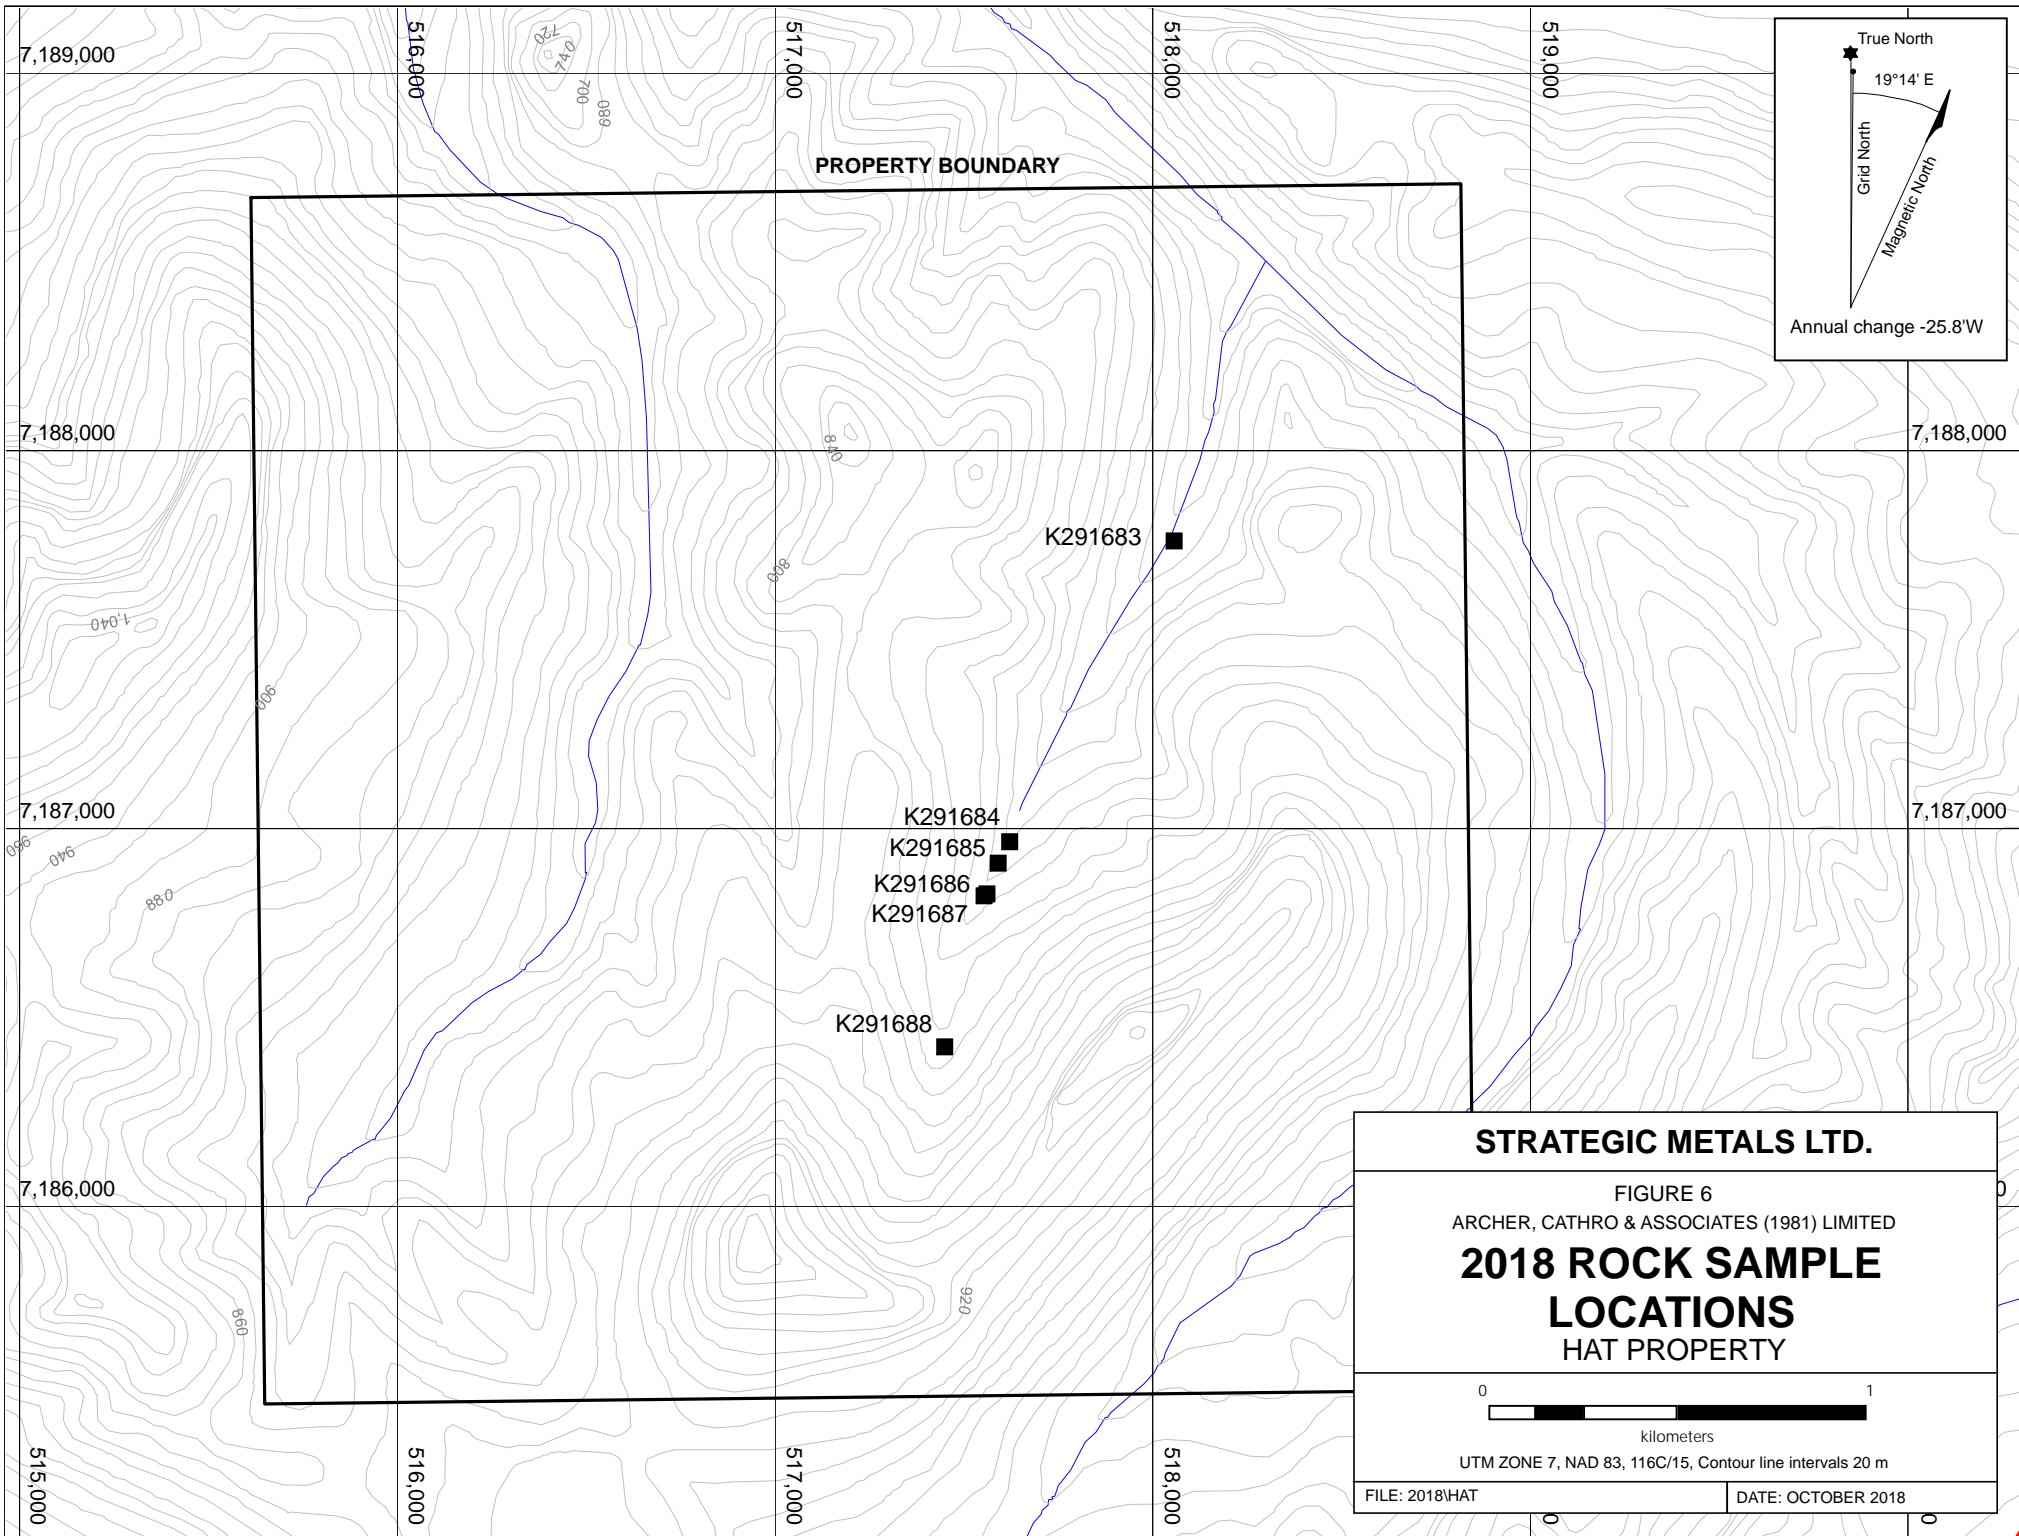 516,000
517,000
518,000
519,000
7,189,000
720
740
700
680
True North
19°14' E
Grid North
Magnetic North
Annual change -25.8'W
PROPERTY BOUNDARY
7,188,000
7,188,000
840
K291683
800
1,040
900
7,187,000
7,187,000
K291684
K291685
K291686
K291687
960
940
880
K291688
7,186,000
0
860
920
STRATEGIC METALS LTD.
FIGURE 6
ARCHER, CATHRO & ASSOCIATES (1981) LIMITED
2018 ROCK SAMPLE
LOCATIONS
HAT PROPERTY
0 1
kilometers
UTM ZONE 7, NAD 83, 116C/15, Contour line intervals 20 m
FILE: 2018\HAT
DATE: OCTOBER 2018
515,000
516,000
517,000
518,000
0
0